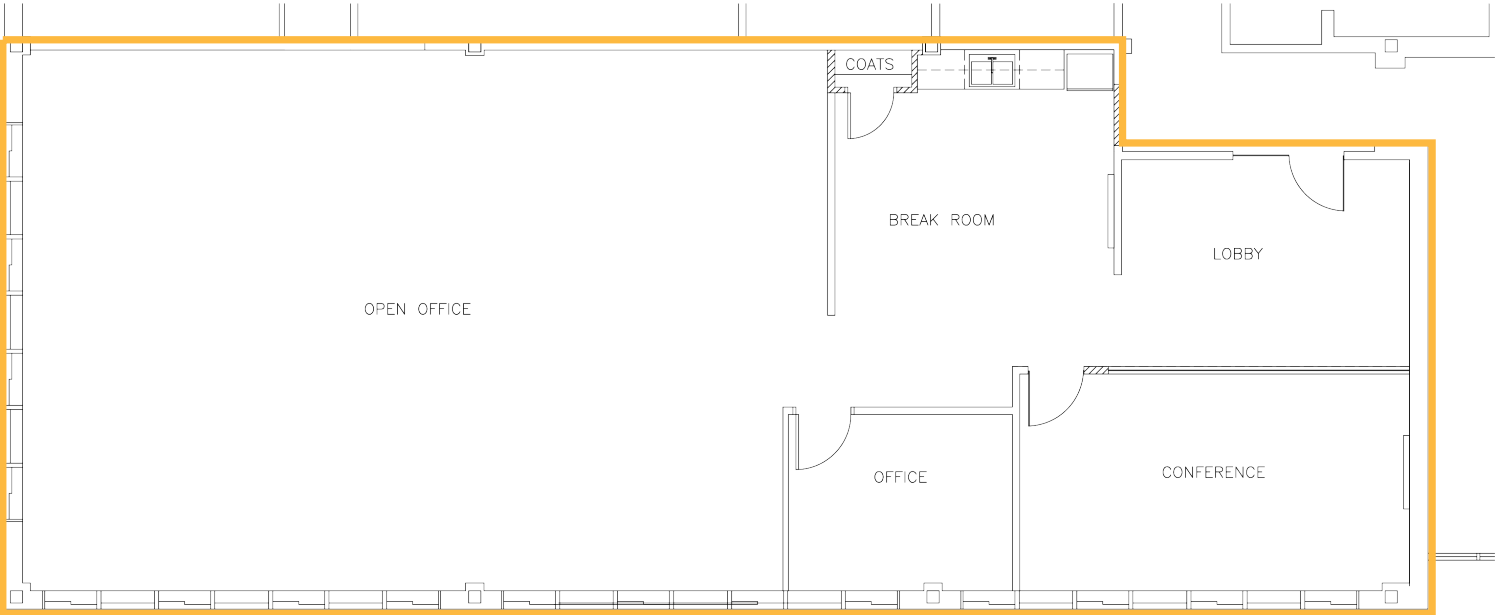 COATS
BREAK ROOM
LOBBY
OPEN OFFICE
OFFICE
CONFERENCE